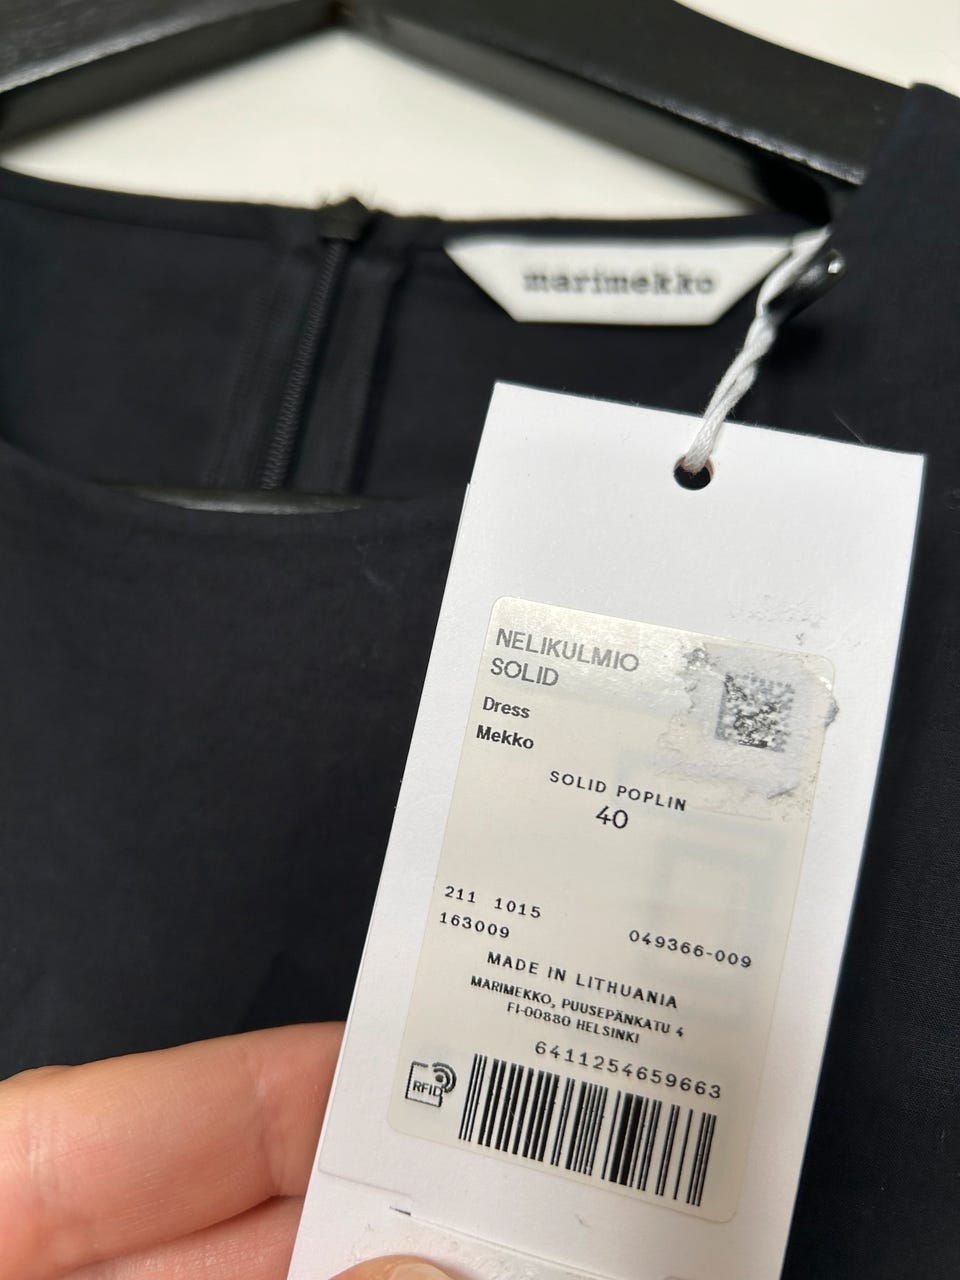 marimekko
NELIKULMIO
SOLID
Dress
Mekko
SOLID POPLIN
40
211 1015
163009
049366-009
MADE IN LITHUANIA
MARIMEKKO, PUUSEPÄNKATU 4
FI-00880 HELSINKI
6411254659663
RFID